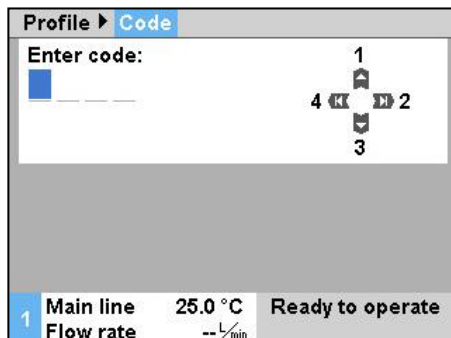 Profile Code
Enter code:
1
4 2
3
1 Main line 25.0 °C Ready to operate
Flow rate -- L/min